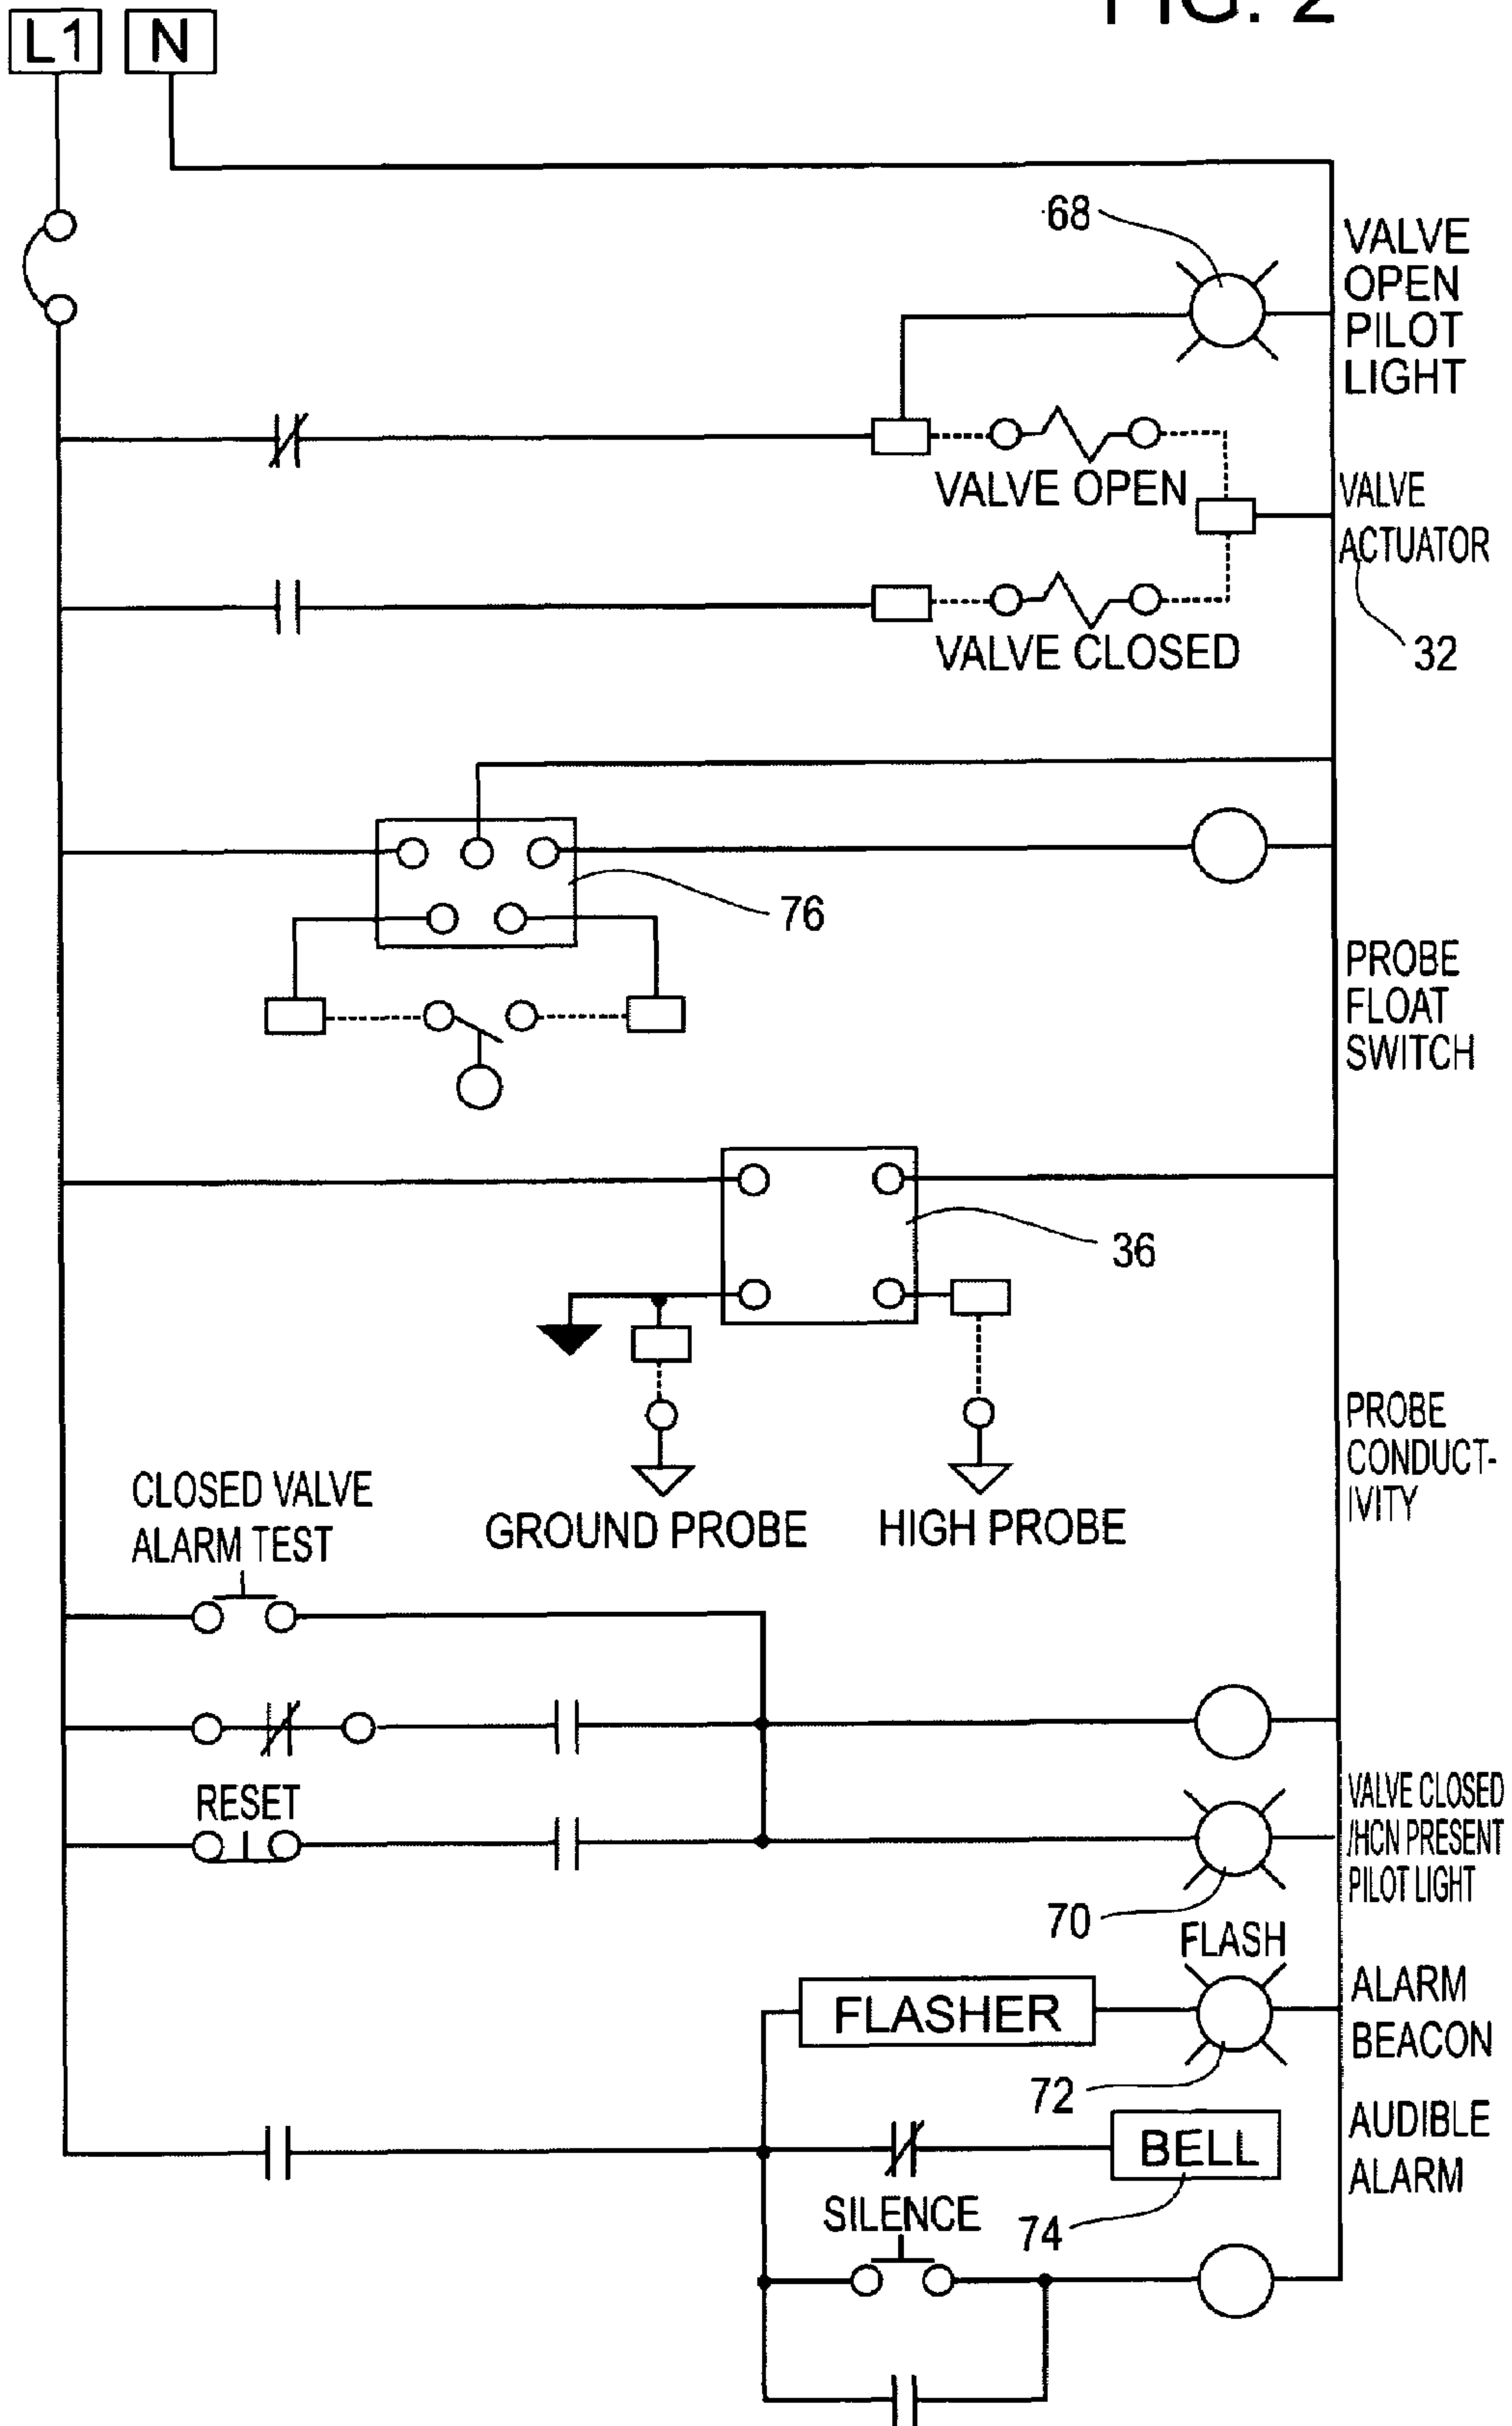 FIG. 2
L1
N
68
VALVE
OPEN
PILOT
LIGHT
VALVE OPEN
VALVE
ACTUATOR
VALVE CLOSED
32
76
PROBE
FLOAT
SWITCH
36
PROBE
CONDUCT-
IVITY
CLOSED VALVE
ALARM TEST
GROUND PROBE
HIGH PROBE
RESET
VALVE CLOSED
/HCN PRESENT
PILOT LIGHT
70
FLASH
FLASHER
ALARM
BEACON
72
BELL
AUDIBLE
ALARM
SILENCE
74